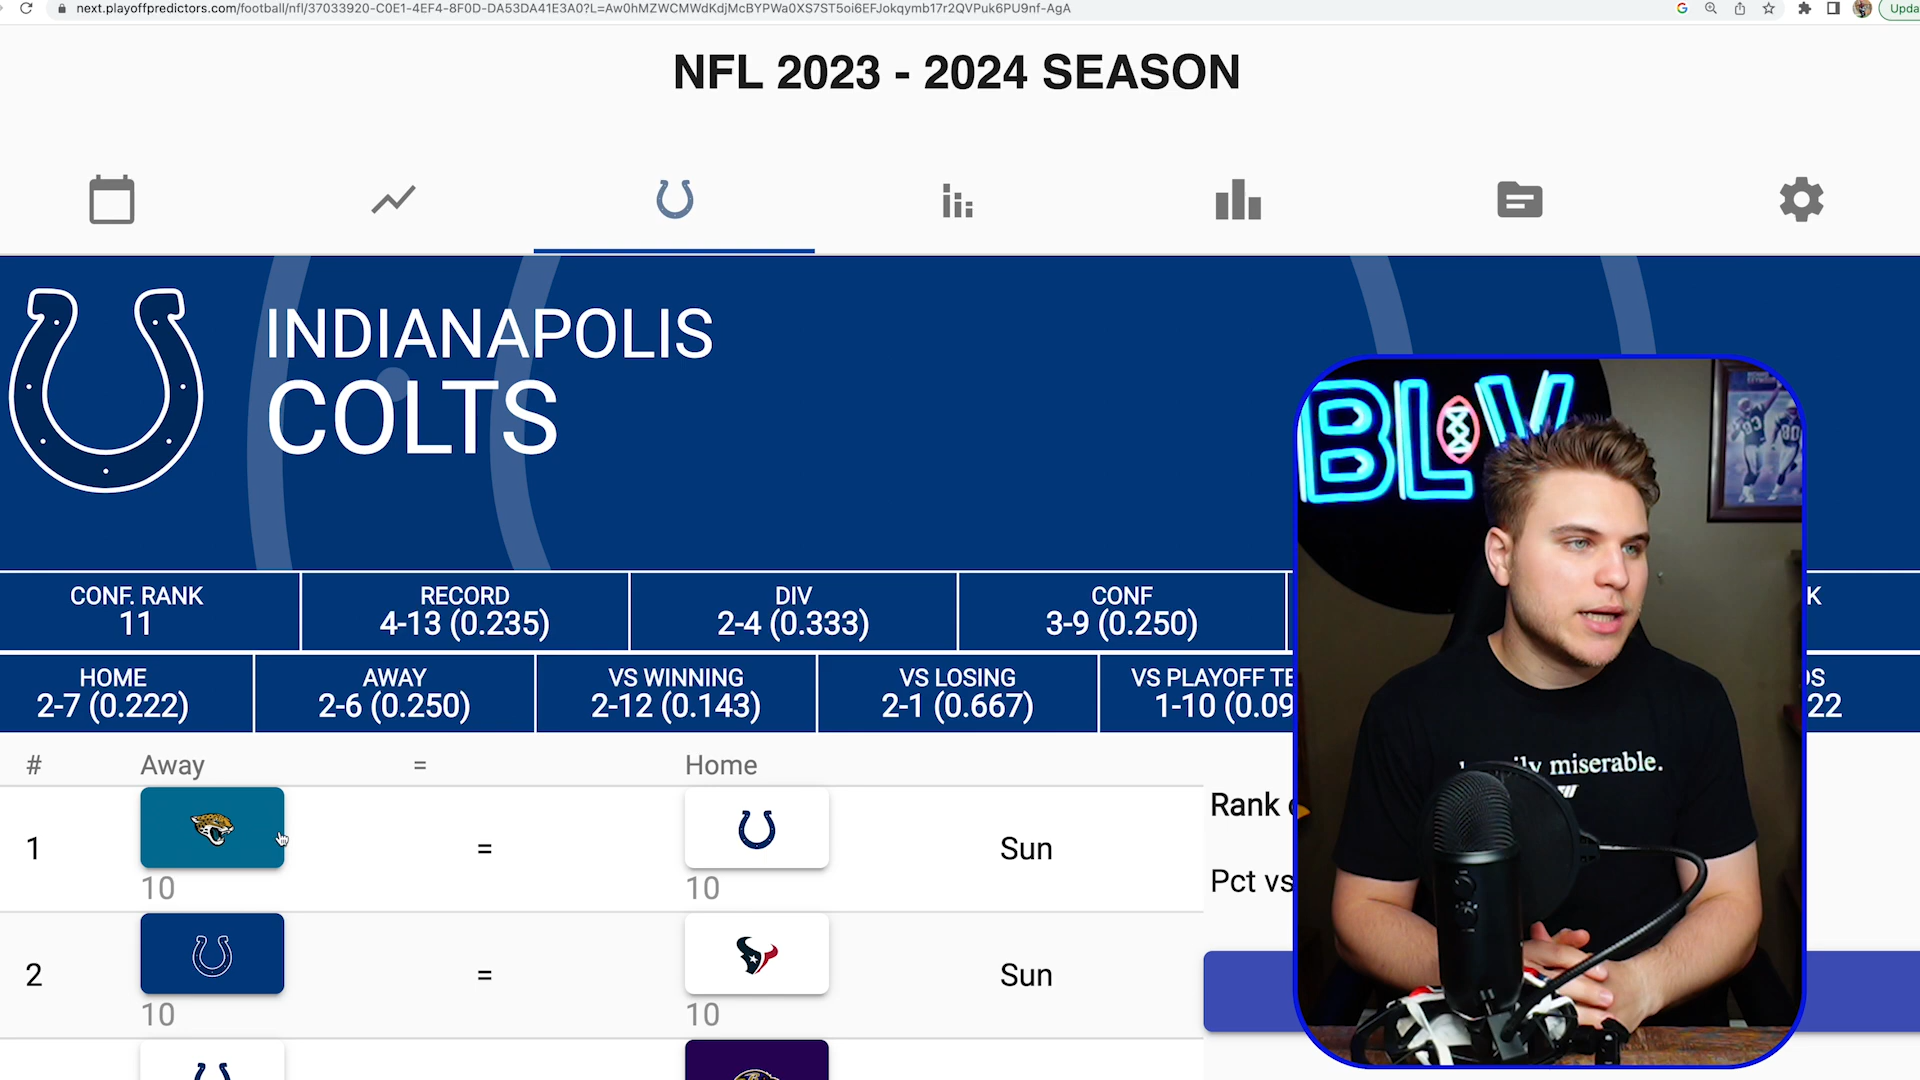 next.playoffpredictors.com/football/nfl/37033920-C0E1-4EF4-8F0D-DA53DA41E3A0?L=Aw0hMZWCMWdKdjMcBYPWa0XS7ST5oi6EFJokqymb17r2QVPuk6PU9nf-AgA
Upda
NFL 2023 - 2024 SEASON
INDIANAPOLIS
COLTS
BLV
93
80
CONF. RANK
11
RECORD
4-13 (0.235)
DIV
2-4 (0.333)
CONF
3-9 (0.250)
K
HOME
2-7 (0.222)
AWAY
2-6 (0.250)
VS WINNING
2-12 (0.143)
VS LOSING
2-1 (0.667)
VS PLAYOFF TE
1-10 (0.09
22
miserable.
# Away = Home
1 = Sun
10 10
2 = Sun
10 10
Rank
Pct vs